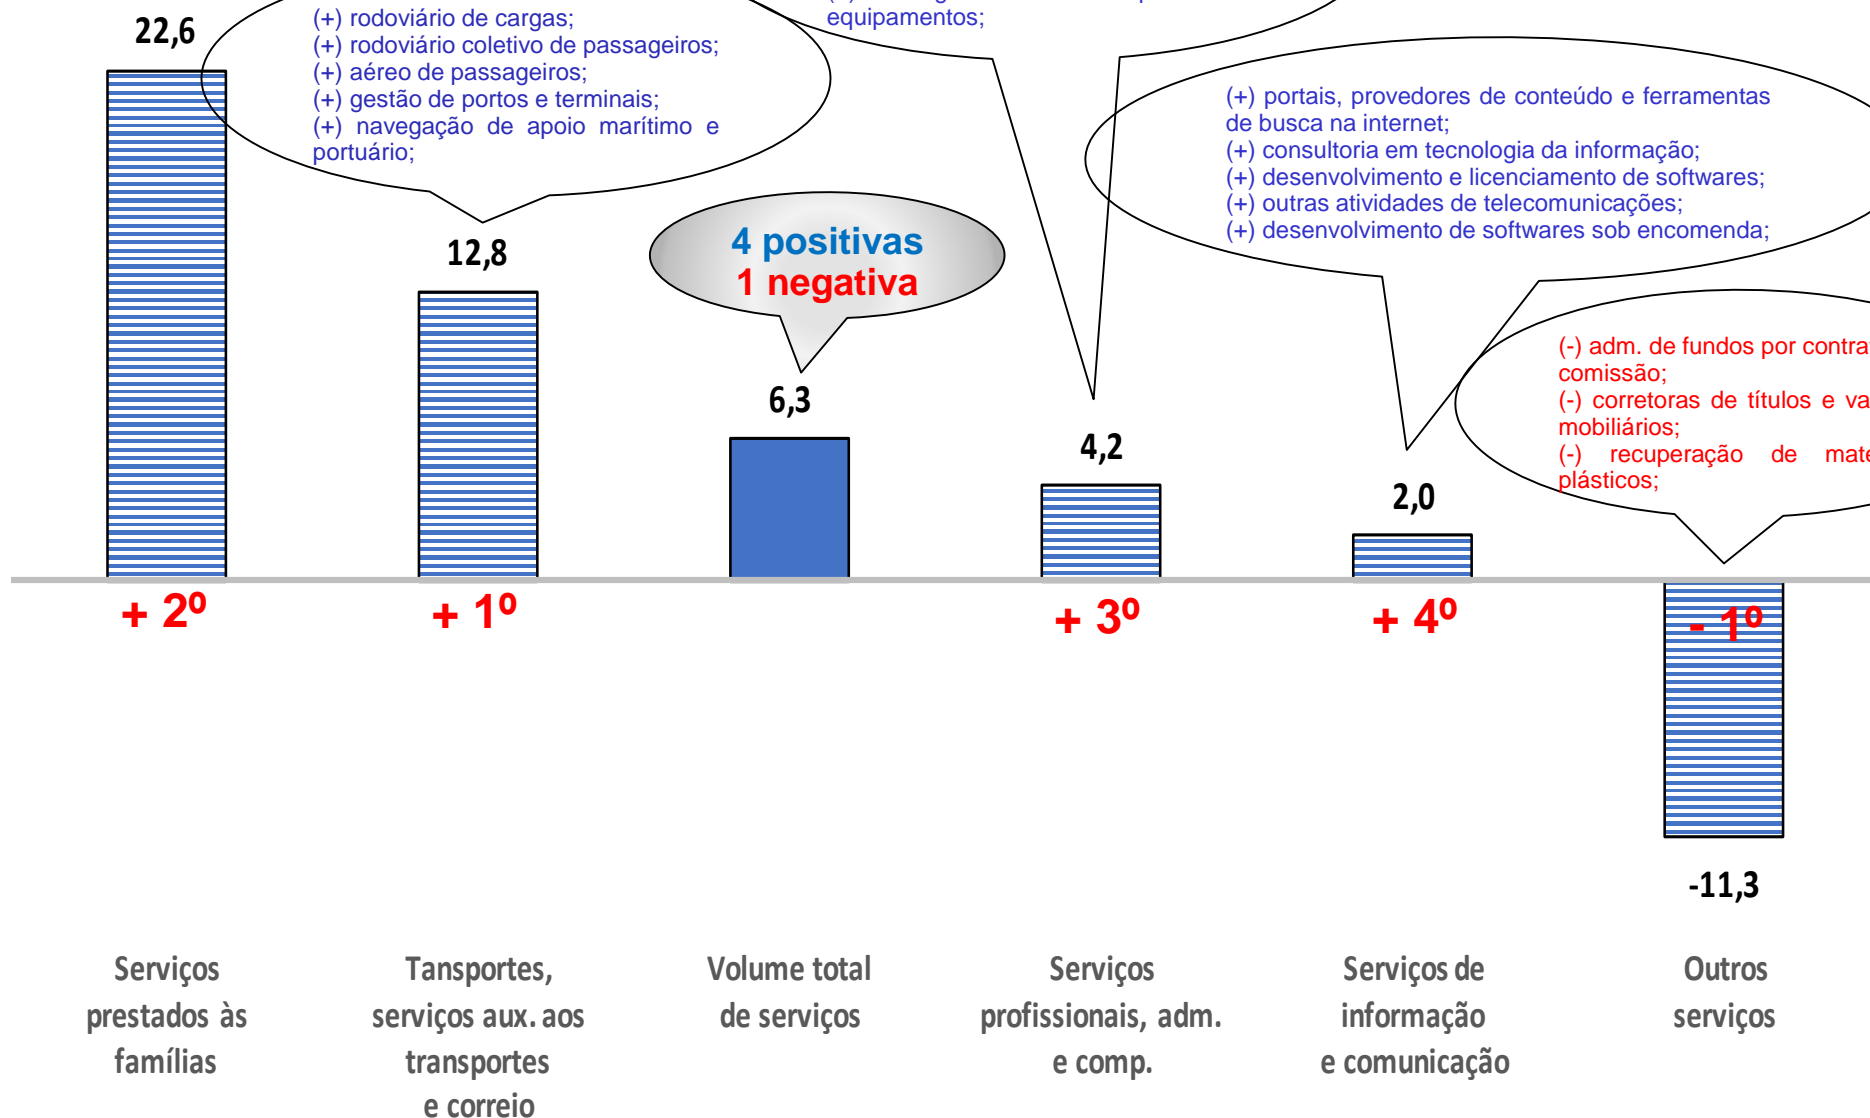 22,6
(+) rodoviário de cargas;
(+) rodoviário coletivo de passageiros;
(+) aéreo de passageiros;
(+) gestão de portos e terminais;
(+) navegação de apoio marítimo e
portuário;
equipamentos;
(+) portais, provedores de conteúdo e ferramentas
de busca na internet;
(+) consultoria em tecnologia da informação;
(+) desenvolvimento e licenciamento de softwares;
(+) outras atividades de telecomunicações;
(+) desenvolvimento de softwares sob encomenda;
12,8
4 positivas
1 negativa
(-) adm. de fundos por
comissão;
(-) corretoras de títulos e
mobiliários;
(-) recuperação de
plásticos;
6,3
4,2
2,0
+ 2º
+ 1º
+ 3º
+ 4º
- 1º
-11,3
Serviços
prestados às
famílias
Tansportes,
serviços aux. aos
transportes
e correio
Volume total
de serviços
Serviços
profissionais, adm.
e comp.
Serviços de
informação
e comunicação
Outros
serviços